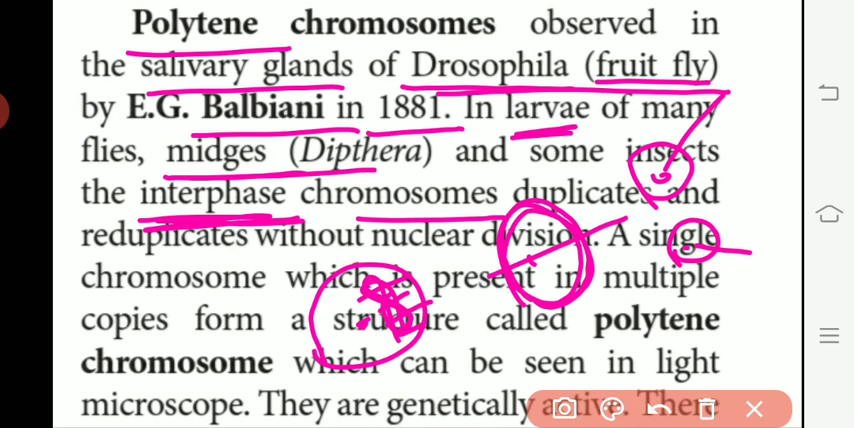 Polytene chromosomes observed in
the salivary glands of Drosophila (fruit fly)
by E.G. Balbiani in 1881. In larvae of many
flies, midges (Dipthera) and some insects
the interphase chromosomes duplicates and
reduplicates without nuclear division. A single
chromosome which is present in multiple
copies form a structure called polytene
chromosome which can be seen in light
microscope. They are genetically active. There